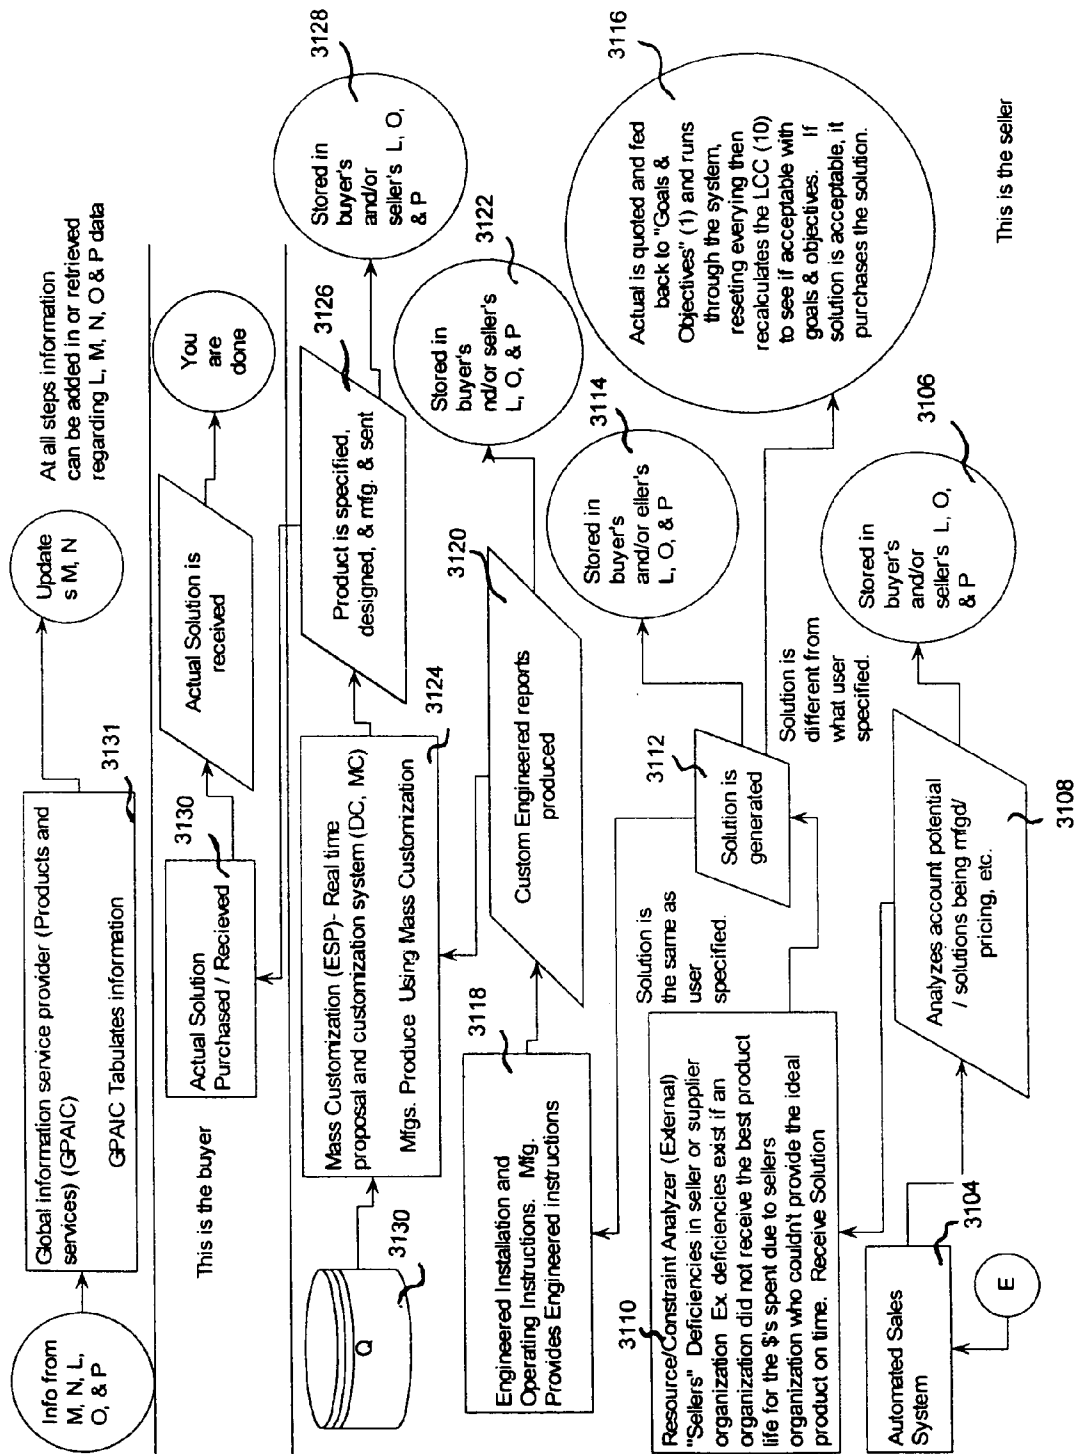 Info from
M, N, L,
O, & P
Global information service provider (Products and
services) (GPAIC)
GPAIC Tabulates information
3131
Update
s M, N
At all steps information
can be added in or retrieved
regarding L, M, N, O & P data
This is the buyer
Actual Solution
Purchased / Recieved
3130
Actual Solution is
received
You
are
done
Q
3130
Mass Customization (ESP)- Real time
proposal and customization system (DC, MC)
Mfgs. Produce Using Mass Customization
3124
Product is specified,
designed, & mfg. & sent
3126
Stored in
buyer's
and/or
seller's L, O,
& P
3128
Engineered Installation and
Operating Instructions. Mfg.
Provides Engineered instructions
3118
Custom Engineered reports
produced
3120
Stored in
buyer's
nd/or seller's
L, O, & P
3122
Resource/Constraint Analyzer (External)
"Sellers" Deficiencies in seller or supplier
organization Ex. deficiencies exist if an
organization did not receive the best product
life for the $'s spent due to sellers
organization who couldn't provide the ideal
product on time. Receive Solution
3110
Solution is
the same as
user
specified.
Solution is
generated
3112
Stored in
buyer's
and/or eller's
L, O, & P
3114
Solution is
different from
what user
specified.
Actual is quoted and fed
back to "Goals &
Objectives" (1) and runs
through the system,
reseting everying then
recalculates the LCC (10)
to see if acceptable with
goals & objectives. If
solution is acceptable, it
purchases the solution.
3116
Automated Sales
System
3104
E
Analyzes account potential
/ solutions being mfgd/
pricing, etc.
3108
Stored in
buyer's
and/or
seller's L, O,
& P
3106
This is the seller